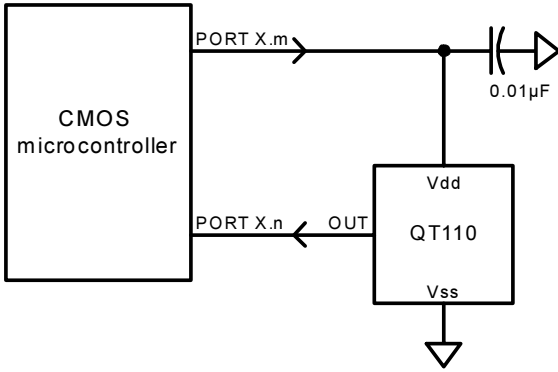 PORT X.m
0.01µF
CMOS
microcontroller
Vdd
PORT X.n
OUT
QT110
Vss